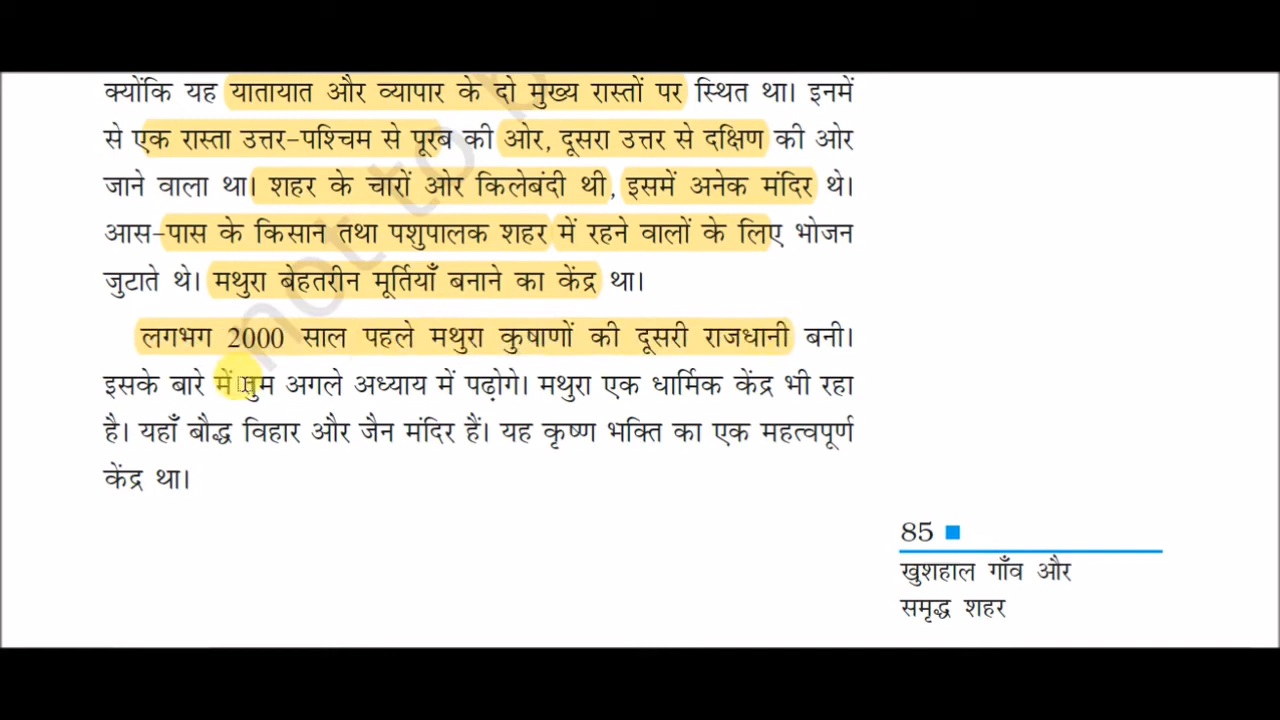 क्योंकि यह यातायात और व्यापार के दो मुख्य रास्तों पर स्थित था। इनमें
से एक रास्ता उत्तर-पश्चिम से पूरब की ओर, दूसरा उत्तर से दक्षिण की ओर
जाने वाला था। शहर के चारों ओर किलेबंदी थी, इसमें अनेक मंदिर थे।
आस-पास के किसान तथा पशुपालक शहर में रहने वालों के लिए भोजन
जुटाते थे। मथुरा बेहतरीन मूर्तियाँ बनाने का केंद्र था।
लगभग 2000 साल पहले मथुरा कुषाणों की दूसरी राजधानी बनी।
इसके बारे में तुम अगले अध्याय में पढ़ोगे। मथुरा एक धार्मिक केंद्र भी रहा
है। यहाँ बौद्ध विहार और जैन मंदिर हैं। यह कृष्ण भक्ति का एक महत्वपूर्ण
केंद्र था।
not to b
85
खुशहाल गाँव और
समृद्ध शहर